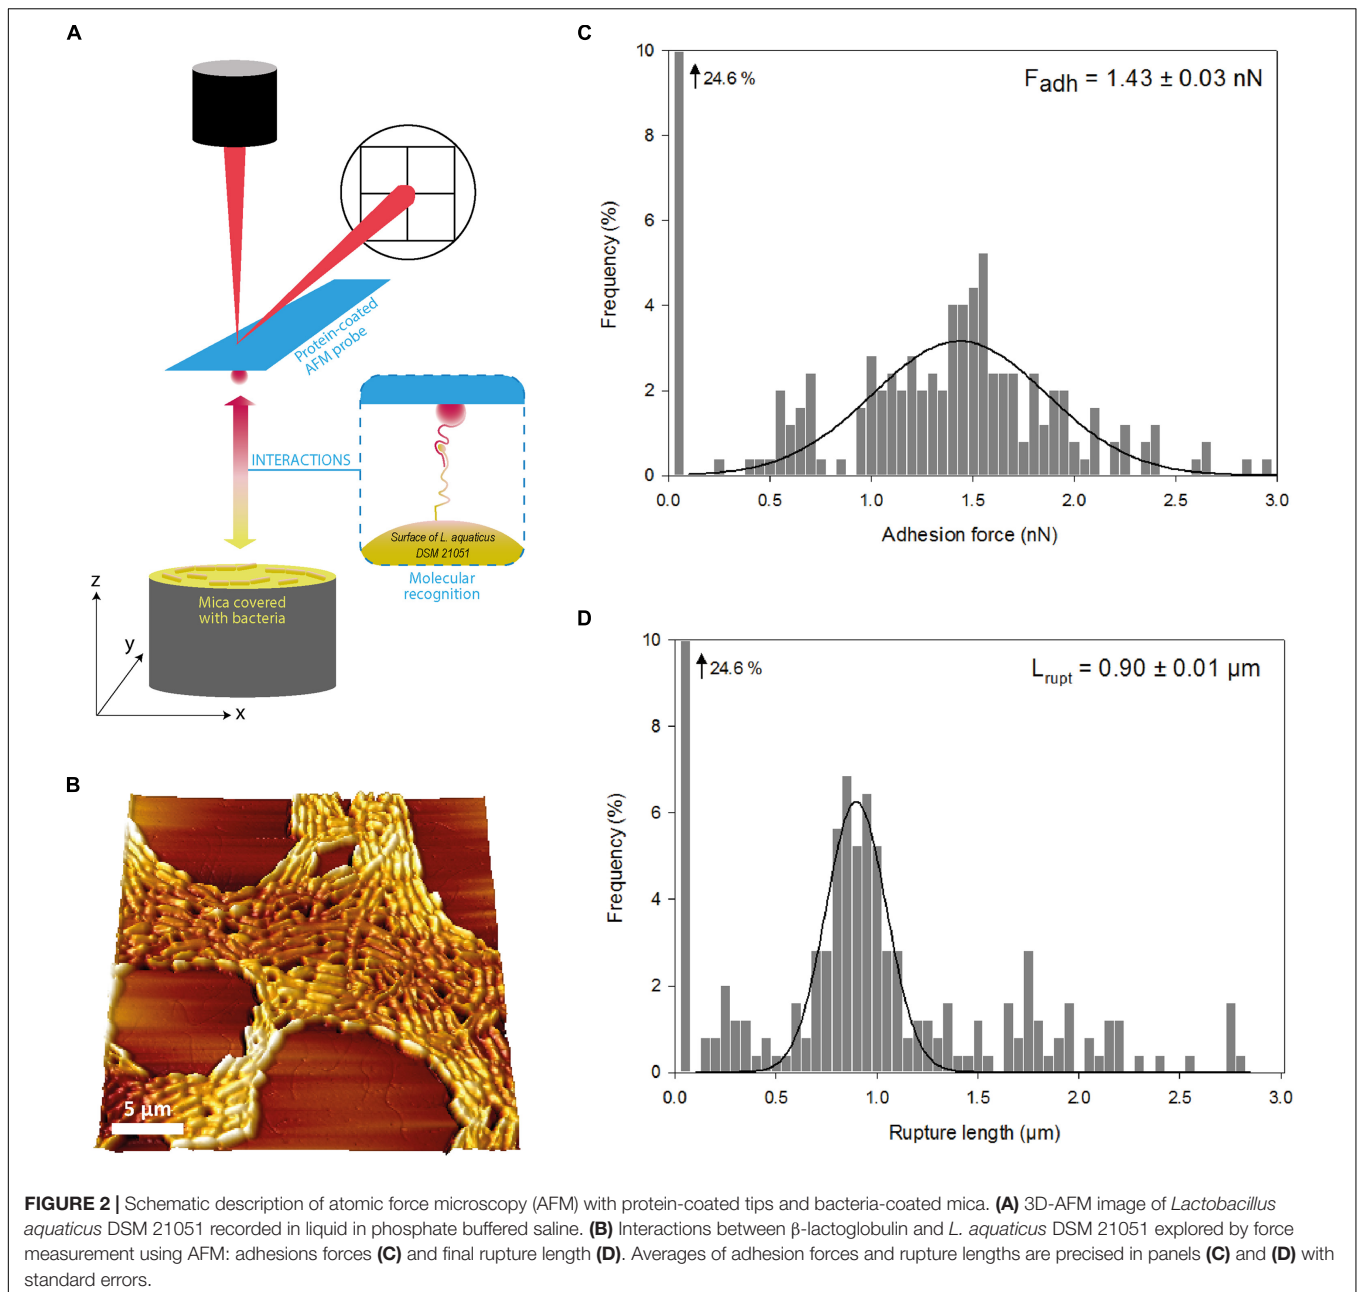 A
Protein-coated
AFM probe
INTERACTIONS
Surface of L. aquaticus
DSM 21051
Molecular
recognition
Mica covered
with bacteria
z
y
x
B
5 µm
C
10
8
6
4
2
0
Frequency (%)
24.6 %
Fadh = 1.43 ± 0.03 nN
0.0 0.5 1.0 1.5 2.0 2.5 3.0
Adhesion force (nN)
D
10
8
6
4
2
0
Frequency (%)
24.6 %
Lrupt = 0.90 ± 0.01 µm
0.0 0.5 1.0 1.5 2.0 2.5 3.0
Rupture length (µm)
FIGURE 2 | Schematic description of atomic force microscopy (AFM) with protein-coated tips and bacteria-coated mica. (A) 3D-AFM image of Lactobacillus
aquaticus DSM 21051 recorded in liquid in phosphate buffered saline. (B) Interactions between β-lactoglobulin and L. aquaticus DSM 21051 explored by force
measurement using AFM: adhesions forces (C) and final rupture length (D). Averages of adhesion forces and rupture lengths are precised in panels (C) and (D) with
standard errors.